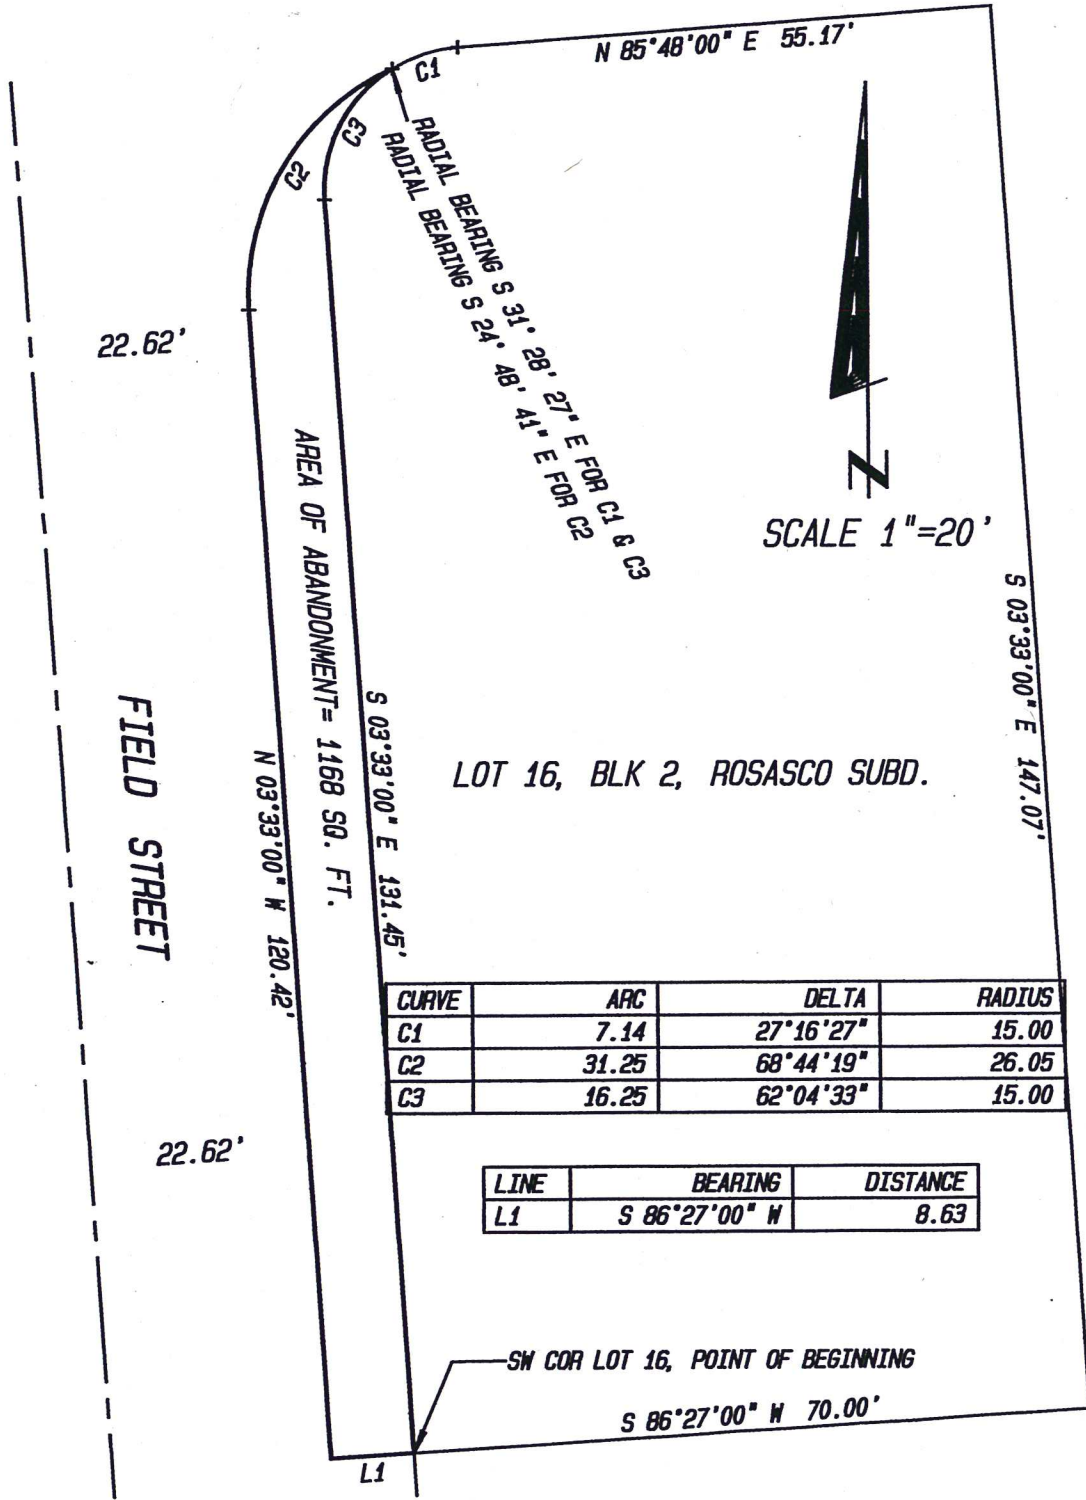 N 85°48'00" E 55.17'
C1
C3
C2
RADIAL BEARING S 31° 28' 27" E FOR C1 & C3
RADIAL BEARING S 24° 48' 41" E FOR C2
22.62'
N
SCALE 1"=20'
AREA OF ABANDONMENT= 1168 SQ. FT.
S 03°33'00" E 147.07'
FIELD STREET
N 03°33'00" W 120.42'
S 03°33'00" E 131.45'
LOT 16, BLK 2, ROSASCO SUBD.
CURVE ARC DELTA RADIUS
C1 7.14 27°16'27" 15.00
C2 31.25 68°44'19" 26.05
C3 16.25 62°04'33" 15.00
22.62'
LINE BEARING DISTANCE
L1 S 86°27'00" W 8.63
SW COR LOT 16, POINT OF BEGINNING
S 86°27'00" W 70.00'
L1